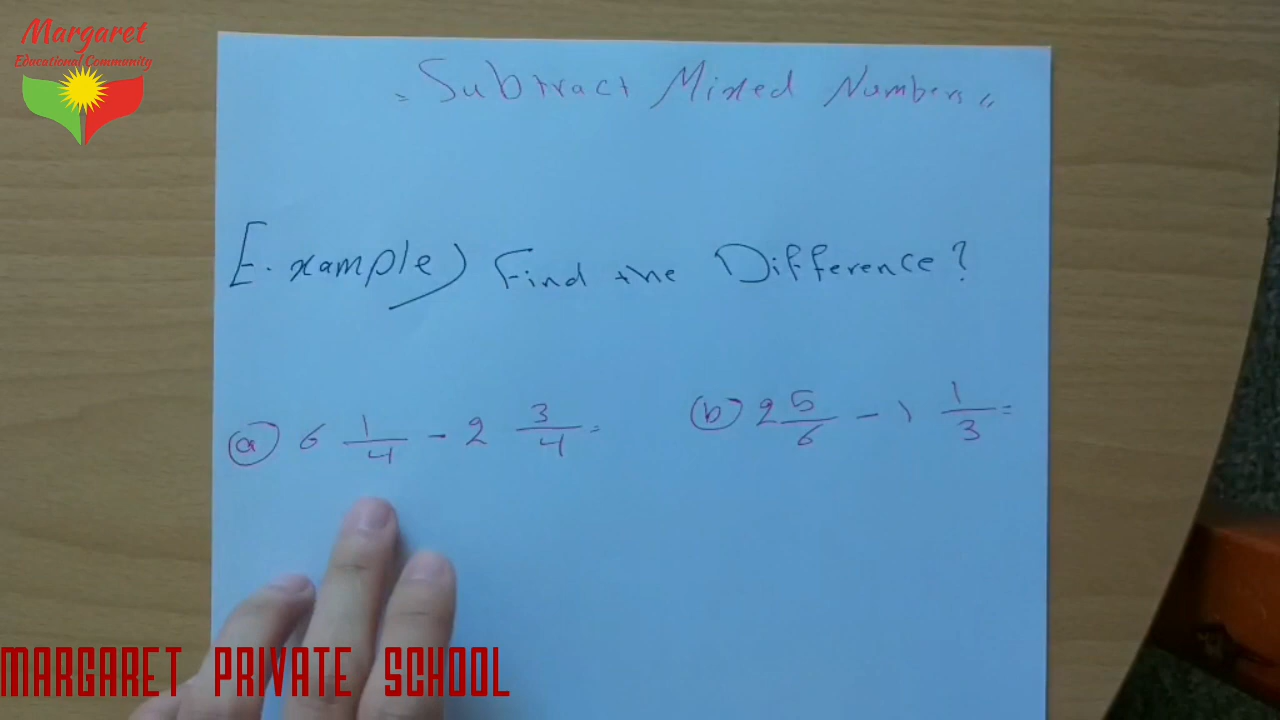 Margaret
Educational Community
"Subtract Mixed Numbers"
Example) Find the Difference?
(a) 6 1/4 - 2 3/4 = (b) 2 5/6 - 1 1/3 =
MARGARET PRIVATE SCHOOL